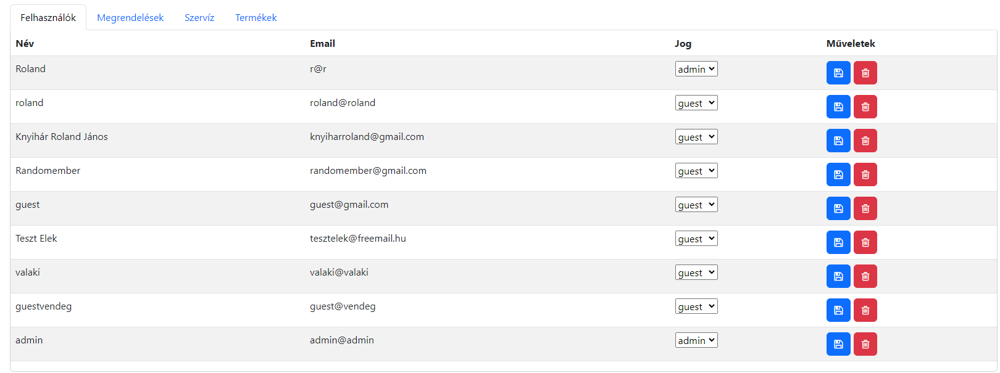 Felhasználók Megrendelések Szervíz Termékek
Név Email Jog Műveletek
Roland r@r admin
roland roland@roland guest
Knyihár Roland János knyiharroland@gmail.com guest
Randomember randomember@gmail.com guest
guest guest@gmail.com guest
Teszt Elek tesztelek@freemail.hu guest
valaki valaki@valaki guest
guestvendeg guest@vendeg guest
admin admin@admin admin